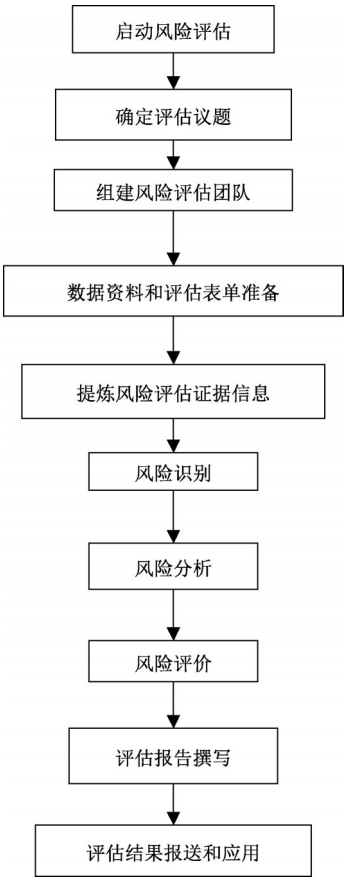 启动风险评估
确定评估议题
组建风险评估团队
数据资料和评估表单准备
提炼风险评估证据信息
风险识别
风险分析
风险评价
评估报告撰写
评估结果报送和应用